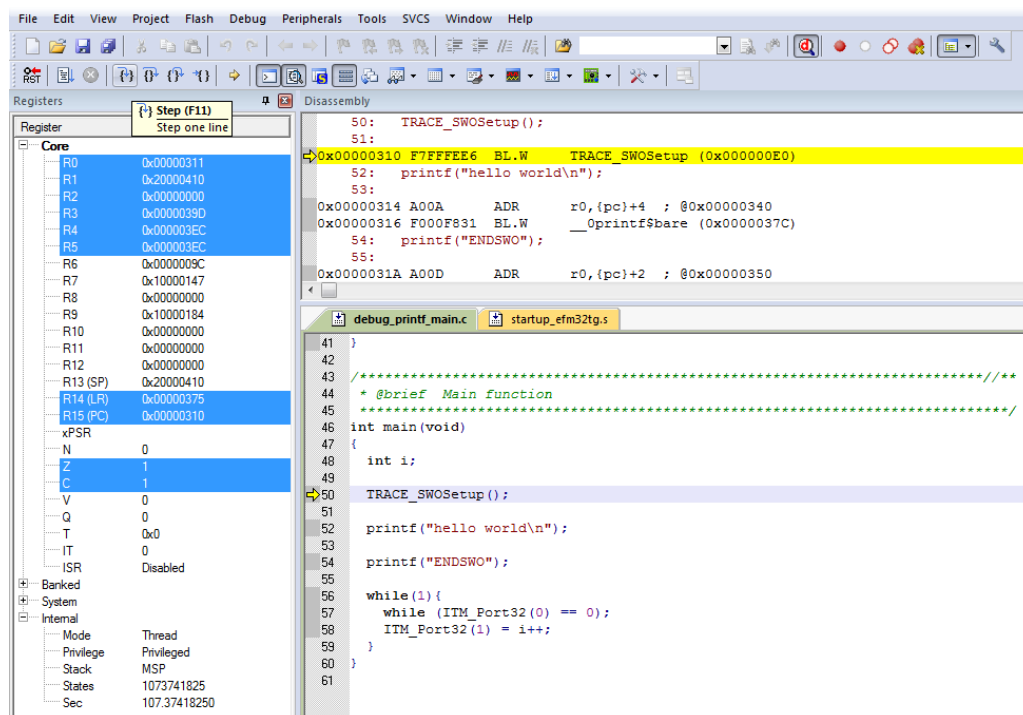 File Edit View Project Flash Debug Peripherals Tools SVCS Window Help
RST
Registers
Step (F11)
Step one line
Register
Core
R0 0x00000311
R1 0x20000410
R2 0x00000000
R3 0x0000039D
R4 0x000003EC
R5 0x000003EC
R6 0x0000009C
R7 0x10000147
R8 0x00000000
R9 0x10000184
R10 0x00000000
R11 0x00000000
R12 0x00000000
R13 (SP) 0x20000410
R14 (LR) 0x00000375
R15 (PC) 0x00000310
xPSR
N 0
Z 1
C 1
V 0
Q 0
T 0x0
IT 0
ISR Disabled
Banked
System
Internal
Mode Thread
Privilege Privileged
Stack MSP
States 1073741825
Sec 107.37418250
Disassembly
50: TRACE_SWOSetup();
51:
0x00000310 F7FFFEE6 BL.W TRACE_SWOSetup (0x000000E0)
52: printf("hello world\n");
53:
0x00000314 A00A ADR r0,{pc}+4 ; @0x00000340
0x00000316 F000F831 BL.W __0printf$bare (0x0000037C)
54: printf("ENDSWO");
55:
0x0000031A A00D ADR r0,{pc}+2 ; @0x00000350
debug_printf_main.c startup_efm32tg.s
41 }
42
43 /*****************************************************************************//**
44 * @brief Main function
45 ******************************************************************************/
46 int main(void)
47 {
48 int i;
49
50 TRACE_SWOSetup();
51
52 printf("hello world\n");
53
54 printf("ENDSWO");
55
56 while(1){
57 while (ITM_Port32(0) == 0);
58 ITM_Port32(1) = i++;
59 }
60 }
61